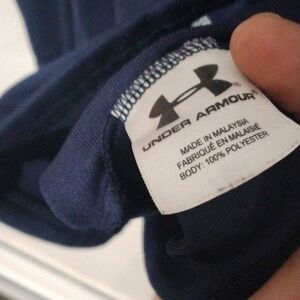 UNDER ARMOUR®
MADE IN MALAYSIA
FABRIQUÉ EN MALAISIE
BODY: 100% POLYESTER